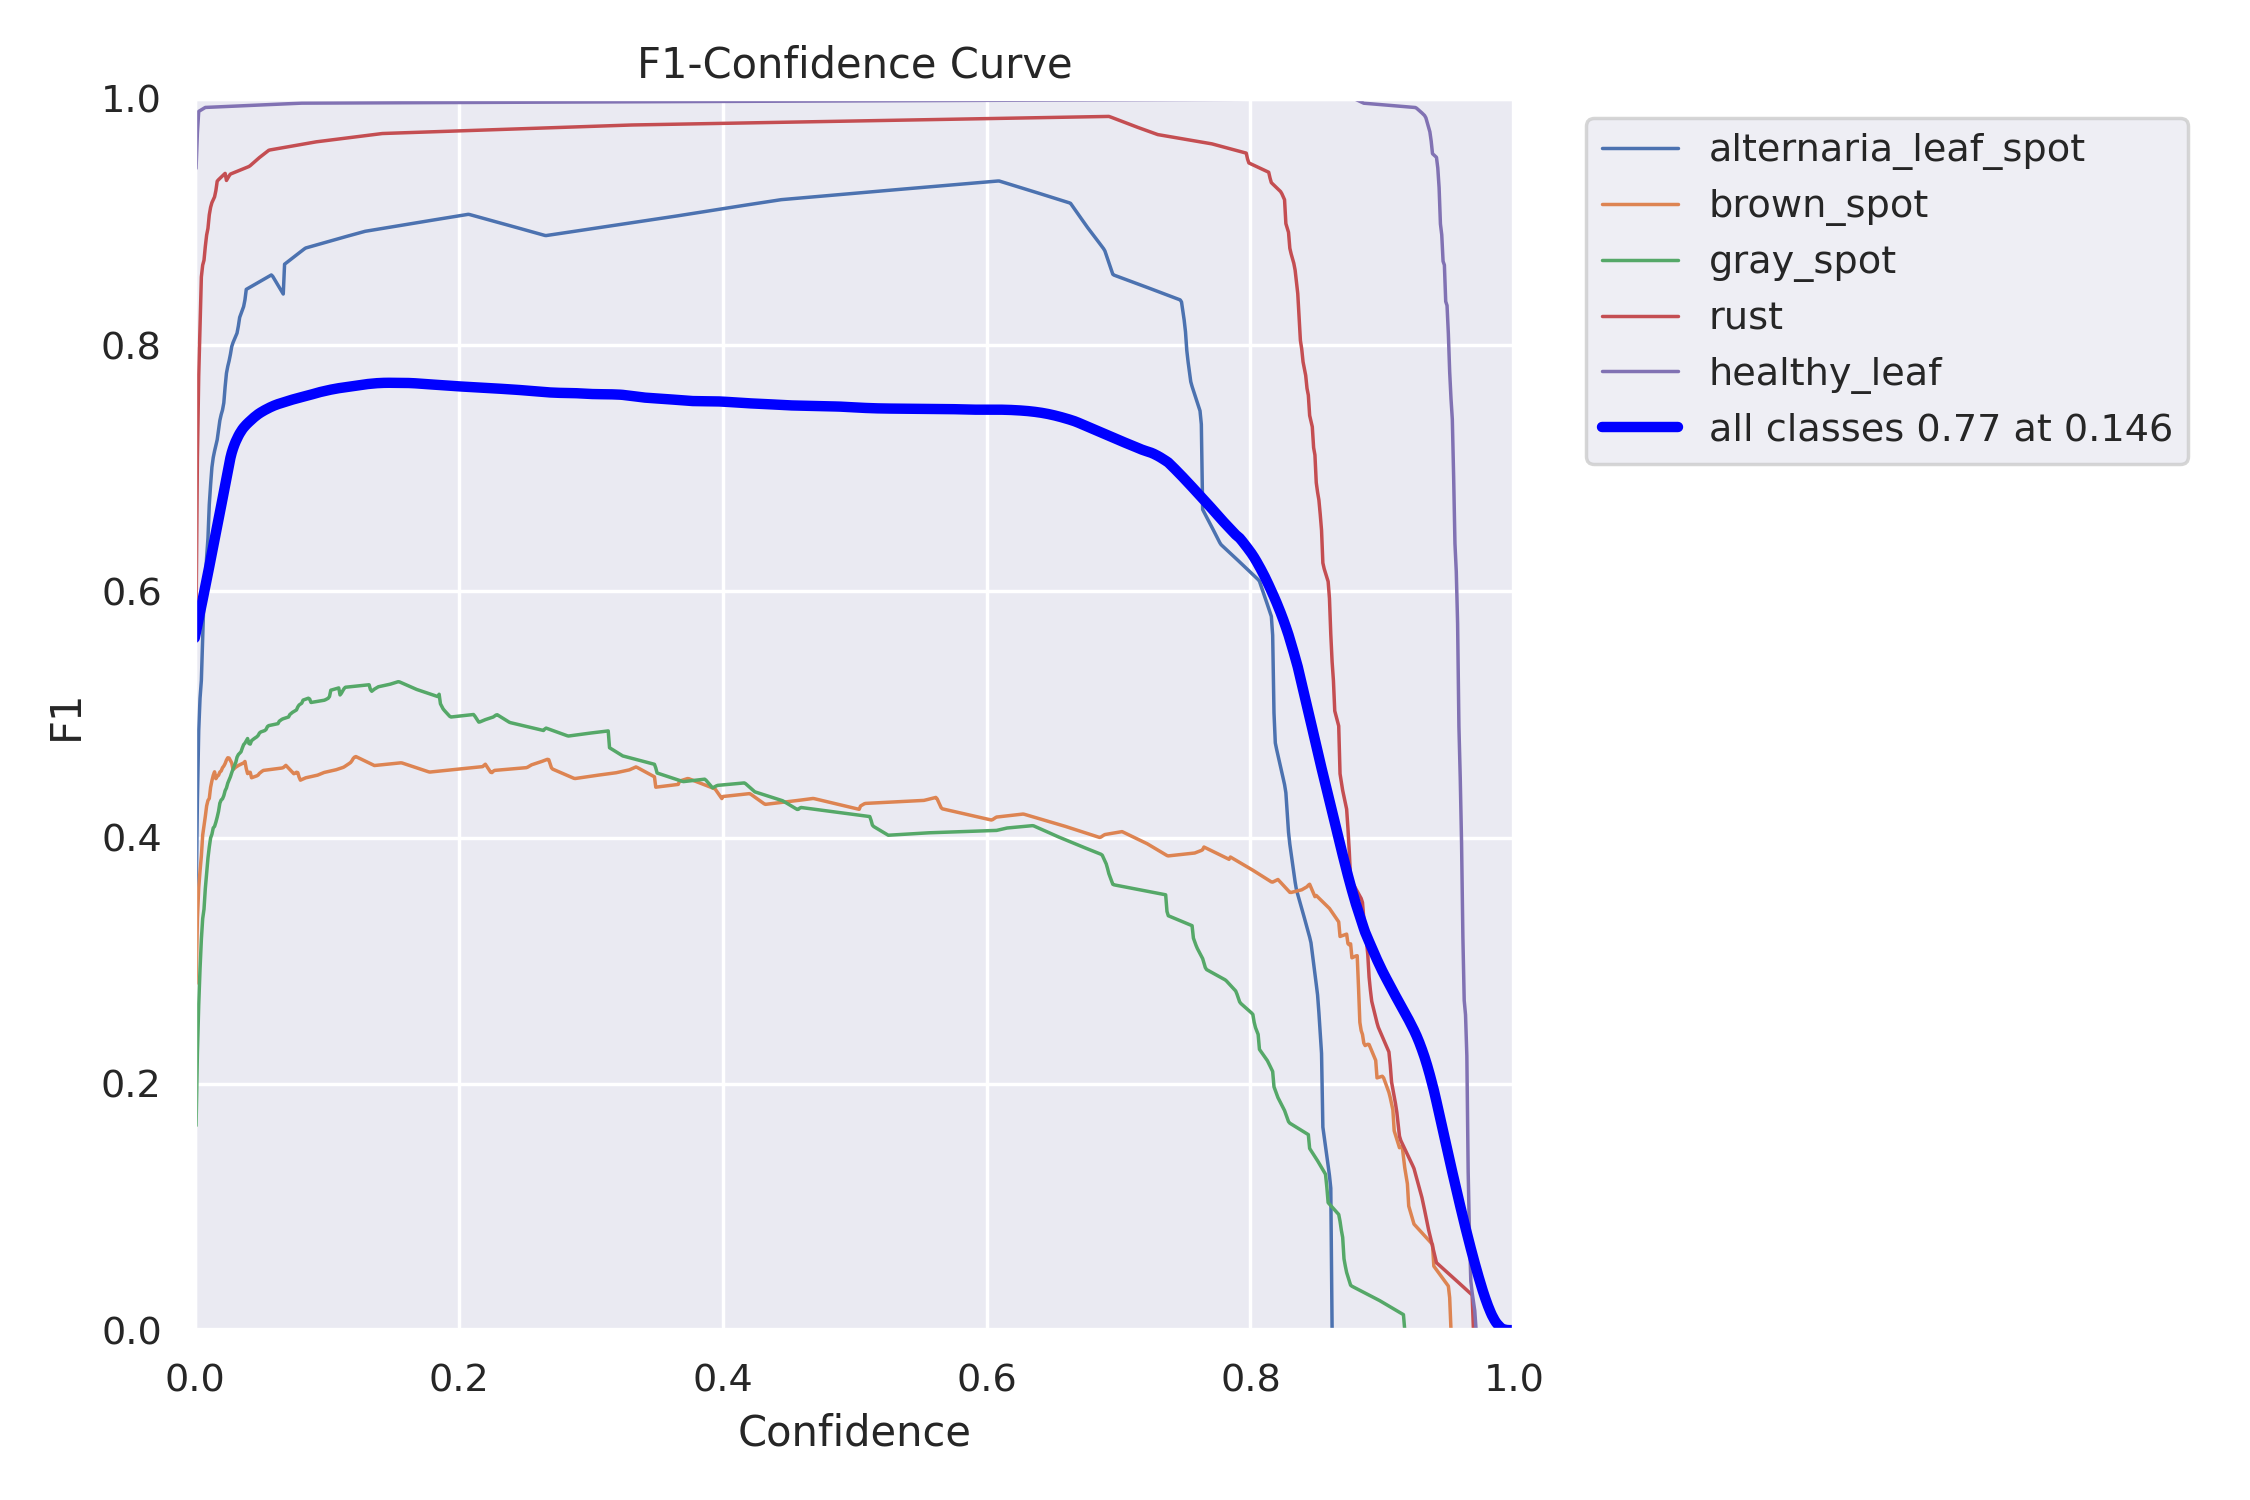 F1-Confidence Curve
1.0
0.8
0.6
0.4
0.2
0.0
F1
0.0 0.2 0.4 0.6 0.8 1.0
Confidence
alternaria_leaf_spot
brown_spot
gray_spot
rust
healthy_leaf
all classes 0.77 at 0.146